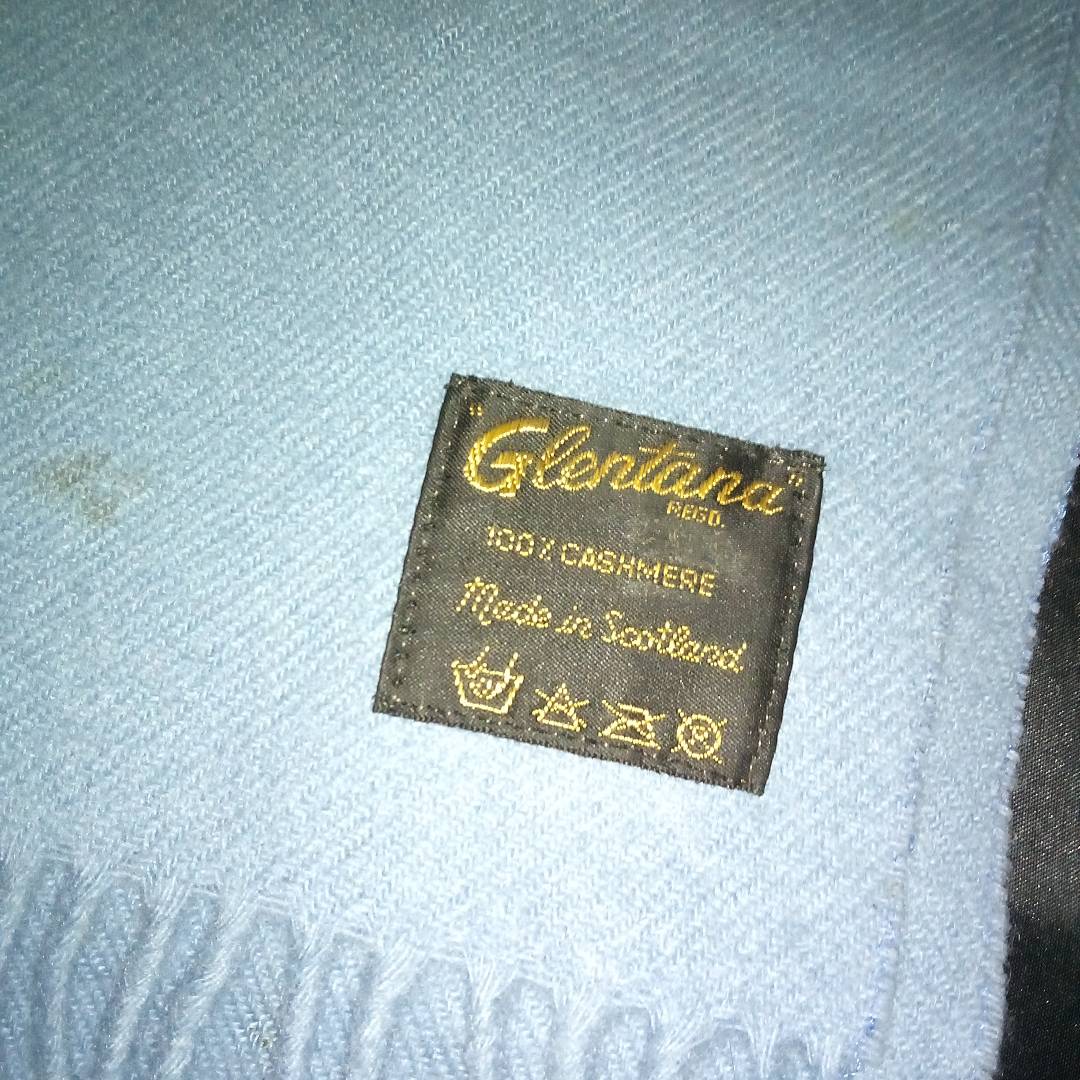 "Glentana"
REGD.
100% CASHMERE
Made in Scotland